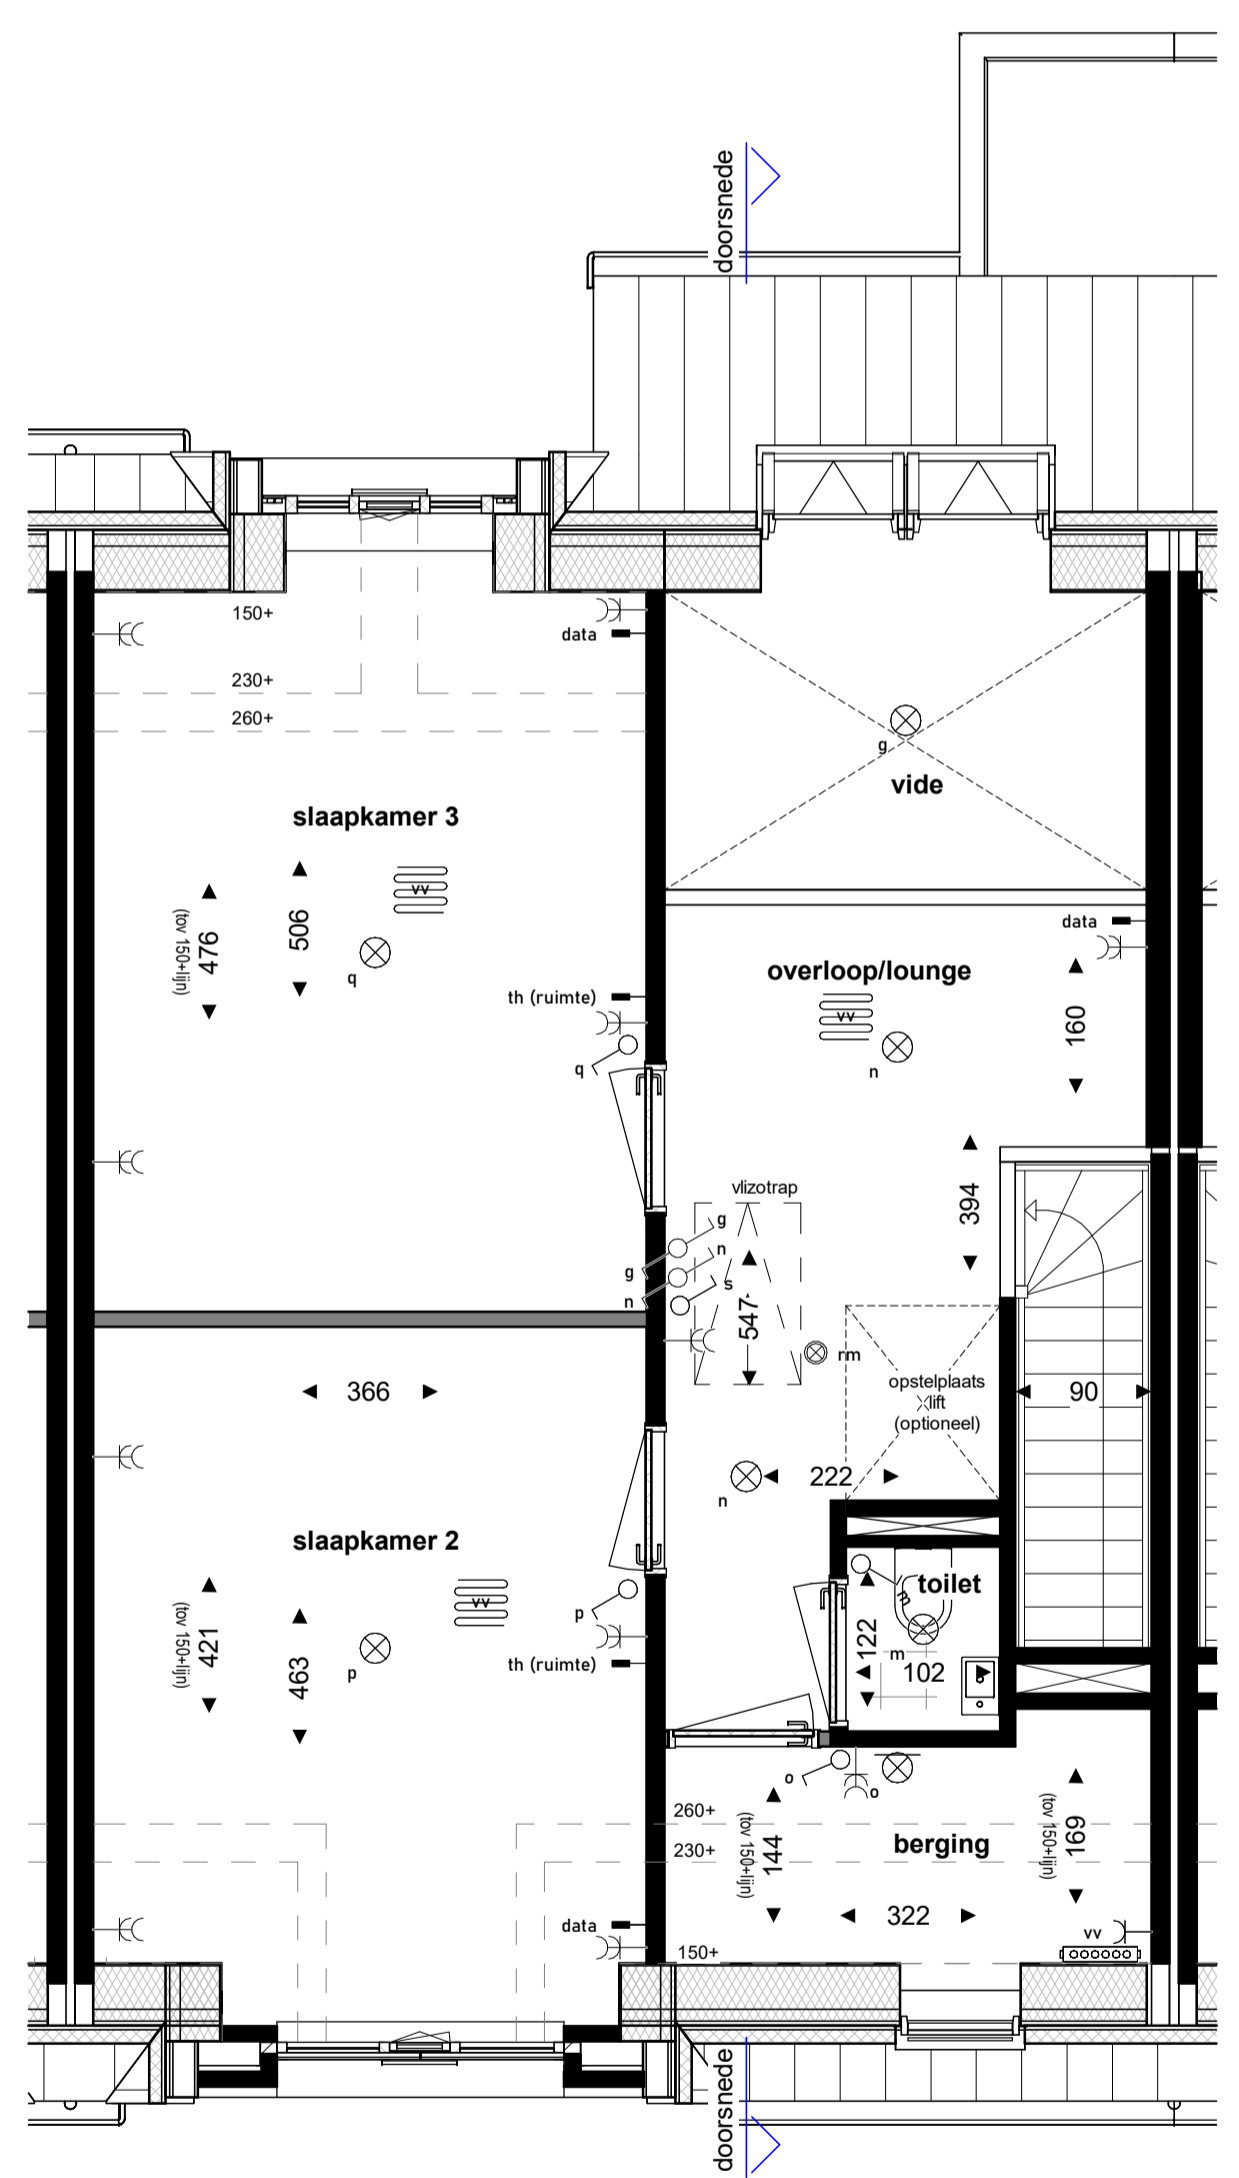 doorsnede
150+
data
230+
260+
g
vide
slaapkamer 3
vv
476
(tov 150+lijn)
506
q
data
overloop/lounge
vv
n
160
th (ruimte)
q
394
vlizotrap
g
n
g
s
n
547
rm
opstelplaats
lift
(optioneel)
366
90
222
n
slaapkamer 2
vv
toilet
m
p
421
(tov 150+lijn)
463
p
122
m
102
th (ruimte)
o
o
260+
230+
144
(tov 150+lijn)
berging
169
(tov 150+lijn)
322
data
vv
150+
doorsnede